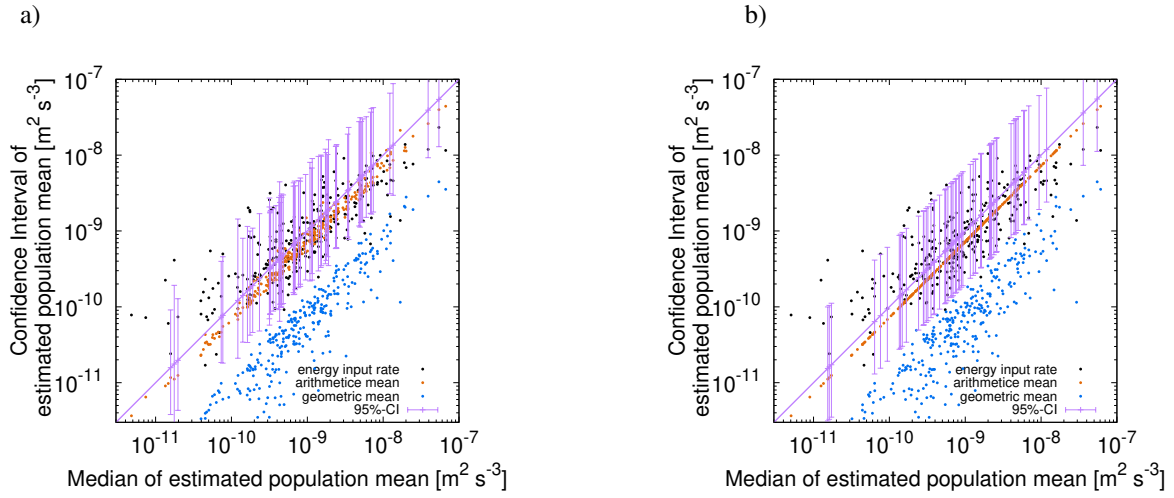 a)
Confidence Interval of
estimated population mean [m² s⁻³]
10⁻⁷
10⁻⁸
10⁻⁹
10⁻¹⁰
10⁻¹¹
energy input rate
arithmetice mean
geometric mean
95%-CI
10⁻¹¹ 10⁻¹⁰ 10⁻⁹ 10⁻⁸ 10⁻⁷
Median of estimated population mean [m² s⁻³]
b)
Confidence Interval of
estimated population mean [m² s⁻³]
10⁻⁷
10⁻⁸
10⁻⁹
10⁻¹⁰
10⁻¹¹
energy input rate
arithmetice mean
geometric mean
95%-CI
10⁻¹¹ 10⁻¹⁰ 10⁻⁹ 10⁻⁸ 10⁻⁷
Median of estimated population mean [m² s⁻³]